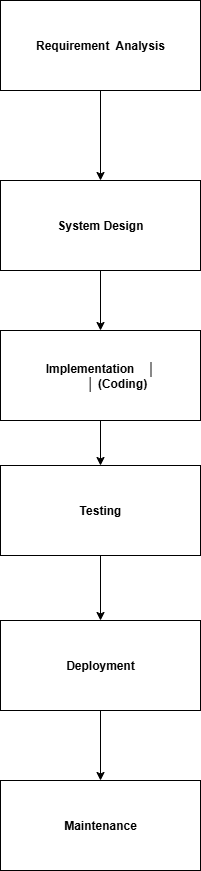 Requirement Analysis
System Design
Implementation │
│ (Coding)
Testing
Deployment
Maintenance